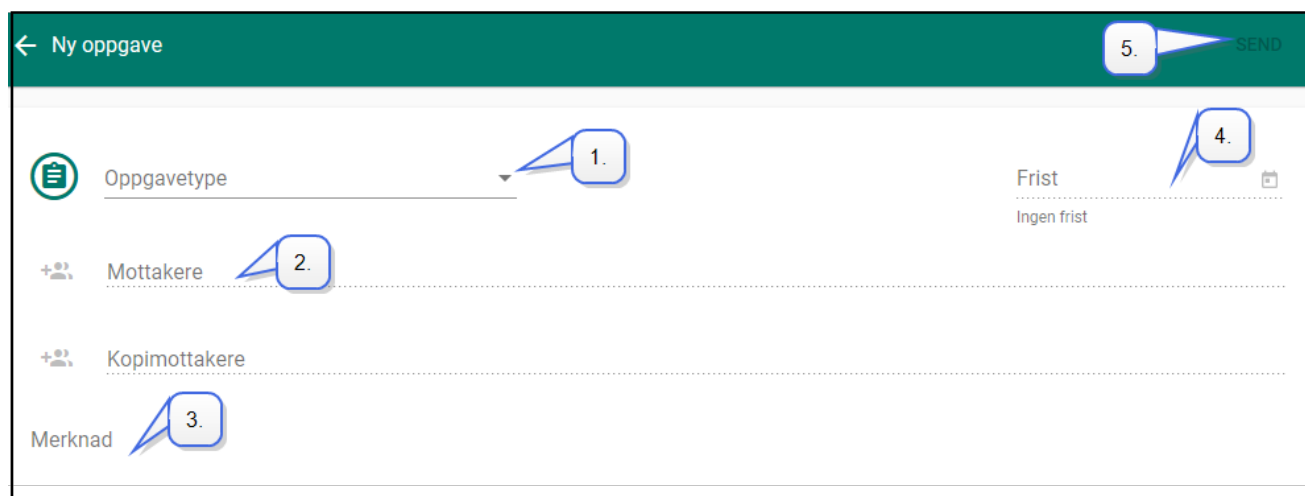 Ny oppgave
5.
SEND
1.
4.
Oppgavetype
Frist
Ingen frist
2.
Mottakere
Kopimottakere
3.
Merknad